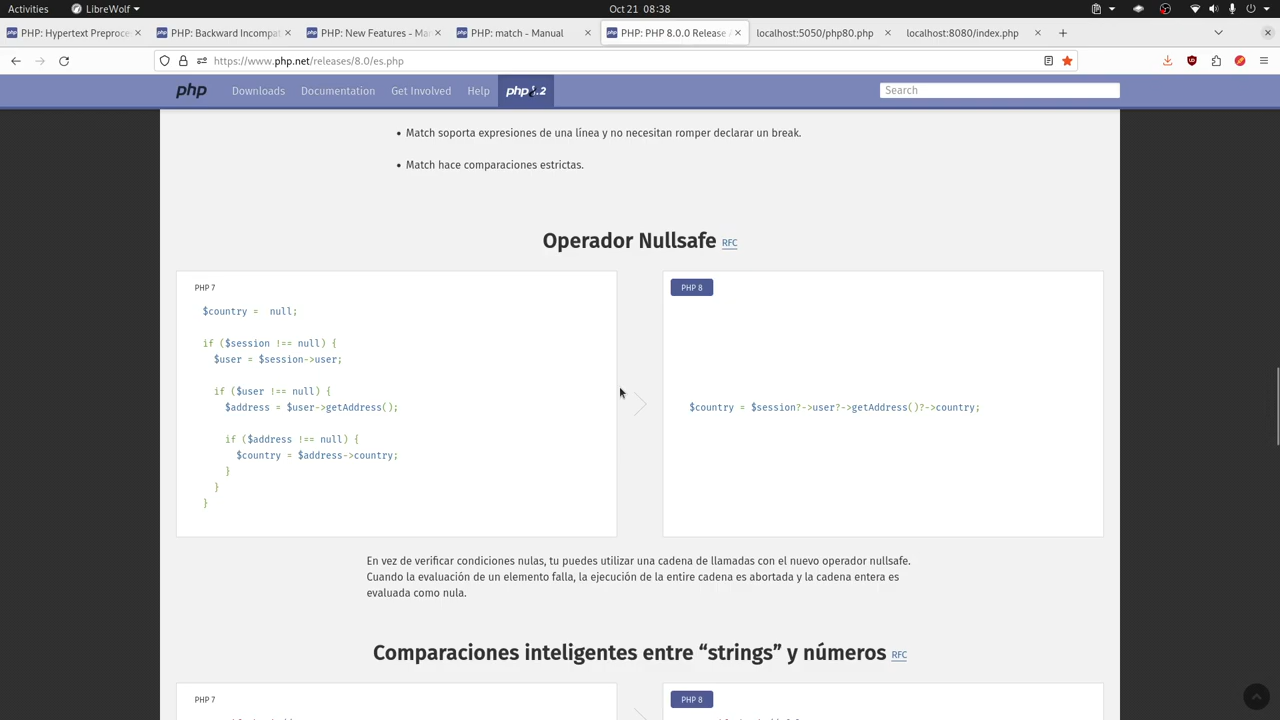 Activities LibreWolf Oct 21 08:38
PHP: Hypertext Preproce PHP: Backward Incompat PHP: New Features - Ma PHP: match - Manual PHP: PHP 8.0.0 Release A localhost:5050/php80.php localhost:8080/index.php
https://www.php.net/releases/8.0/es.php
php Downloads Documentation Get Involved Help Search
Match soporta expresiones de una línea y no necesitan romper declarar un break.
Match hace comparaciones estrictas.
Operador Nullsafe RFC
PHP 7
$country =  null;
if ($session !== null) {
$user = $session->user;
if ($user !== null) {
$address = $user->getAddress();
if ($address !== null) {
$country = $address->country;
}
}
}
PHP 8
$country = $session?->user?->getAddress()?->country;
En vez de verificar condiciones nulas, tu puedes utilizar una cadena de llamadas con el nuevo operador nullsafe.
Cuando la evaluación de un elemento falla, la ejecución de la entire cadena es abortada y la cadena entera es
evaluada como nula.
Comparaciones inteligentes entre “strings” y números RFC
PHP 7
PHP 8